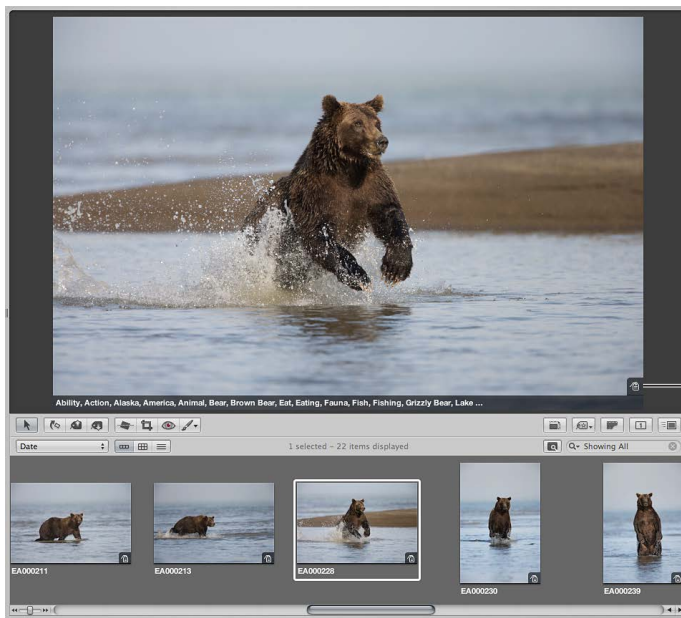 Ability, Action, Alaska, America, Animal, Bear, Brown Bear, Eat, Eating, Fauna, Fish, Fishing, Grizzly Bear, Lake ...
1
Date
1 selected - 22 items displayed
Showing All
EA000211
EA000213
EA000228
EA000230
EA000239